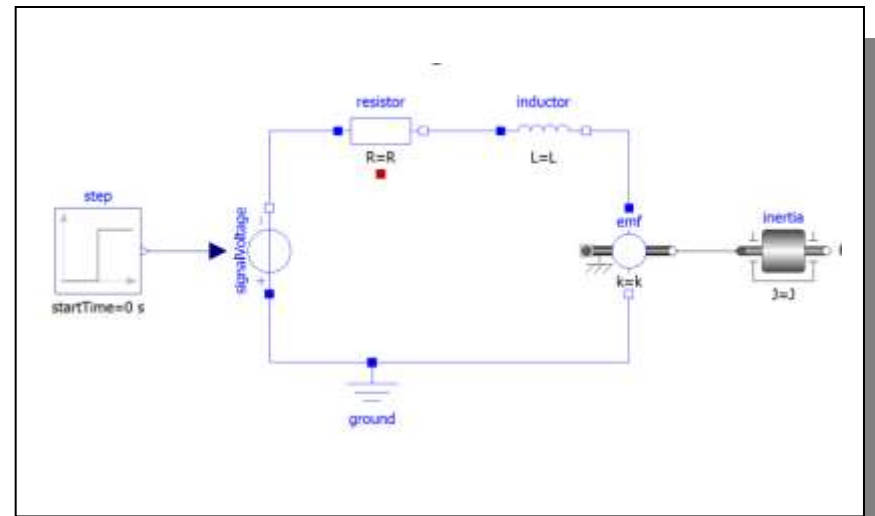 resistor
inductor
R=R
L=L
step
signalVoltage
-
+
emf
inertia
k=k
J=J
startTime=0 s
ground